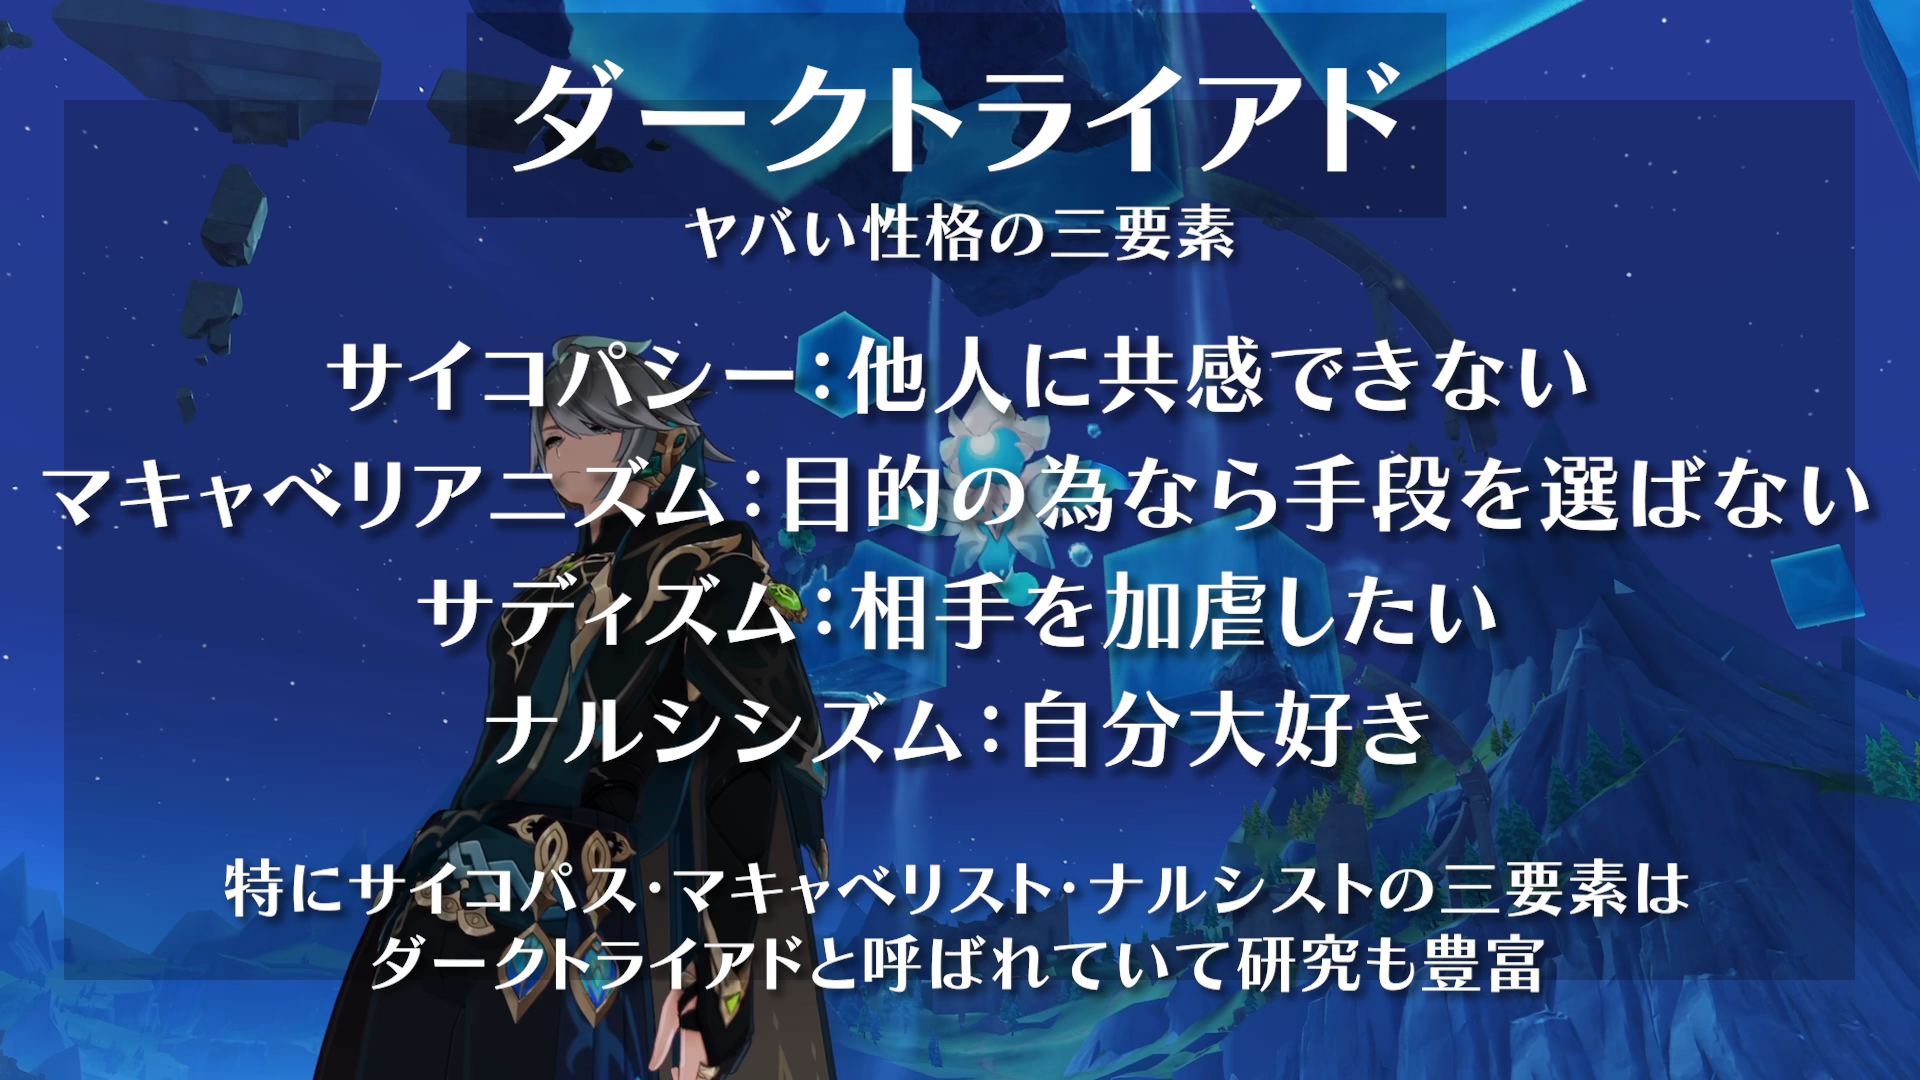 ダークトライアド
ヤバい性格の三要素
サイコパシー：他人に共感できない
マキャベリアニズム：目的の為なら手段を選ばない
サディズム：相手を加虐したい
ナルシシズム：自分大好き
特にサイコパス・マキャベリスト・ナルシストの三要素は
ダークトライアドと呼ばれていて研究も豊富